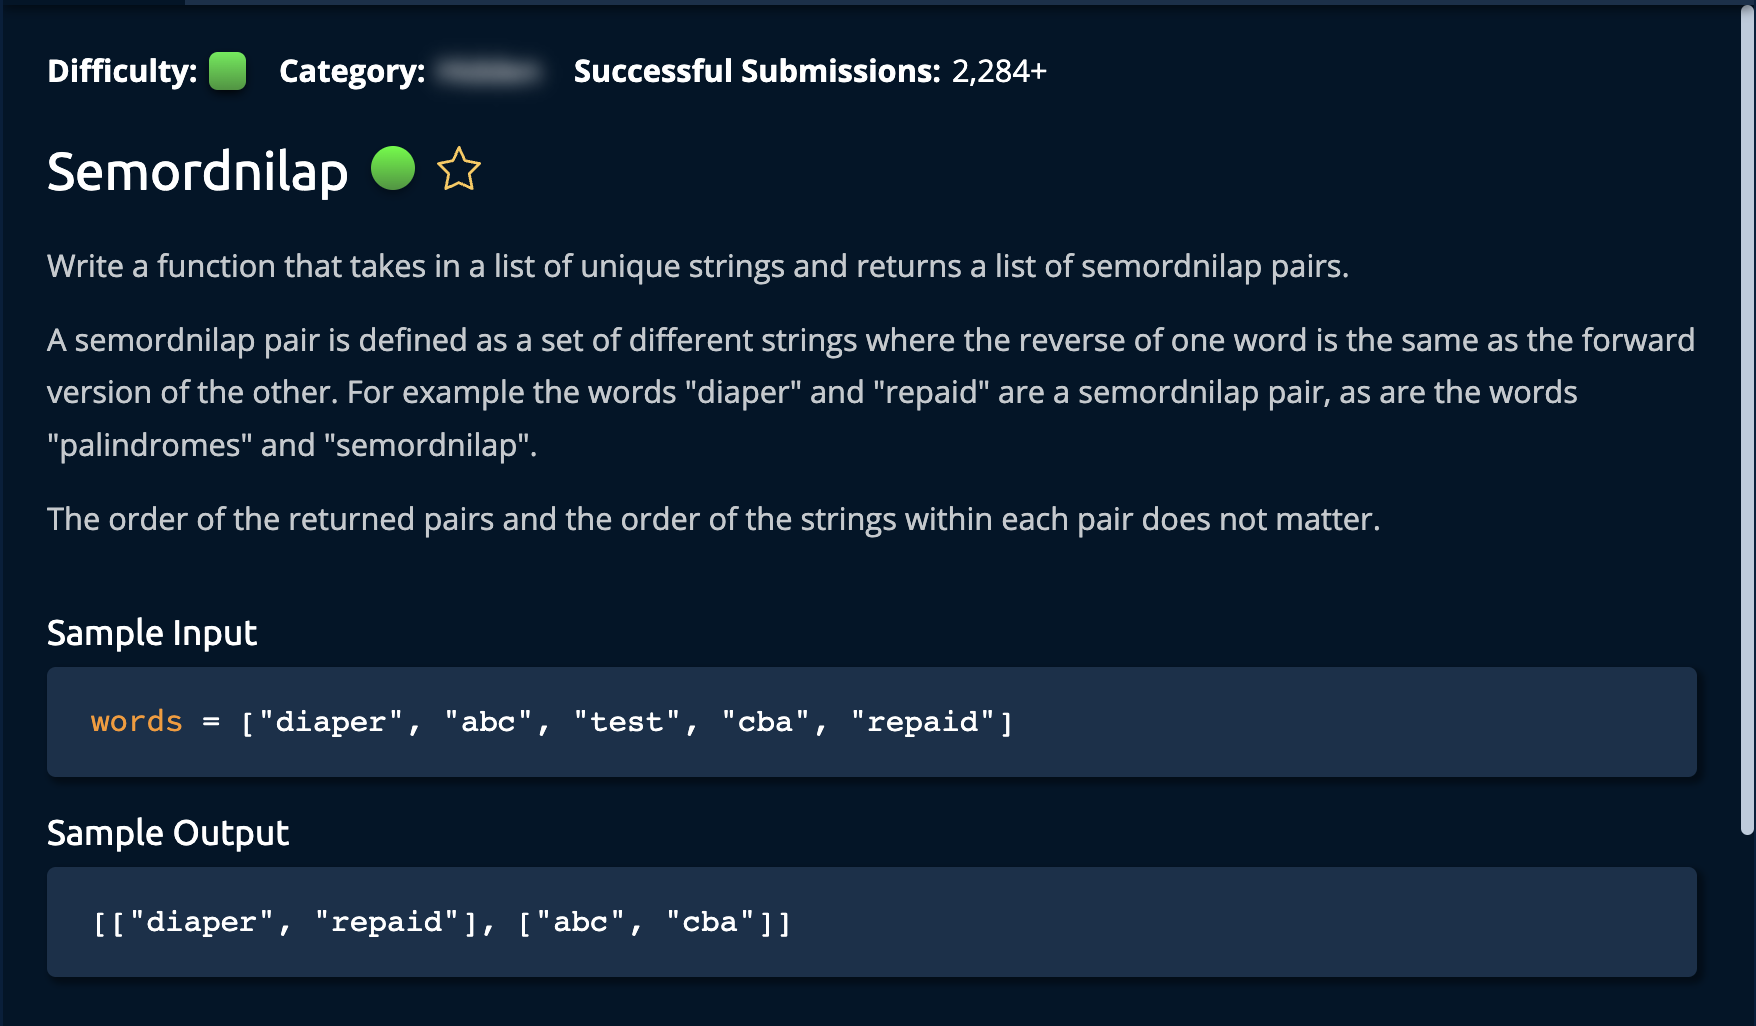 Difficulty: Category: Successful Submissions: 2,284+
Semordnilap
Write a function that takes in a list of unique strings and returns a list of semordnilap pairs.
A semordnilap pair is defined as a set of different strings where the reverse of one word is the same as the forward
version of the other. For example the words "diaper" and "repaid" are a semordnilap pair, as are the words
"palindromes" and "semordnilap".
The order of the returned pairs and the order of the strings within each pair does not matter.
Sample Input
words = ["diaper", "abc", "test", "cba", "repaid"]
Sample Output
[["diaper", "repaid"], ["abc", "cba"]]